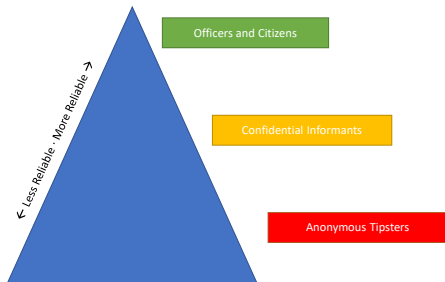 Officers and Citizens
← Less Reliable · More Reliable →
Confidential Informants
Anonymous Tipsters